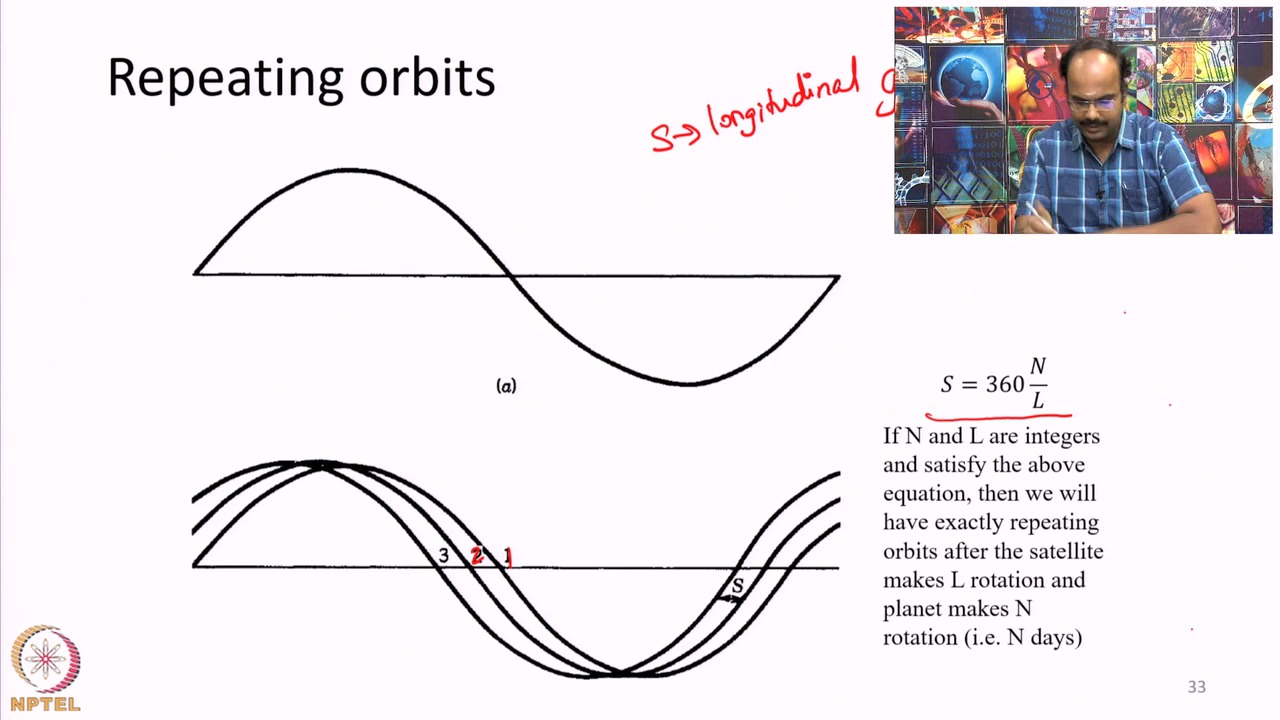 Repeating orbits
S→ longitudinal g
(a)
S = 360 N/L
If N and L are integers
and satisfy the above
equation, then we will
have exactly repeating
orbits after the satellite
makes L rotation and
planet makes N
rotation (i.e. N days)
3 2 1
S
NPTEL
33